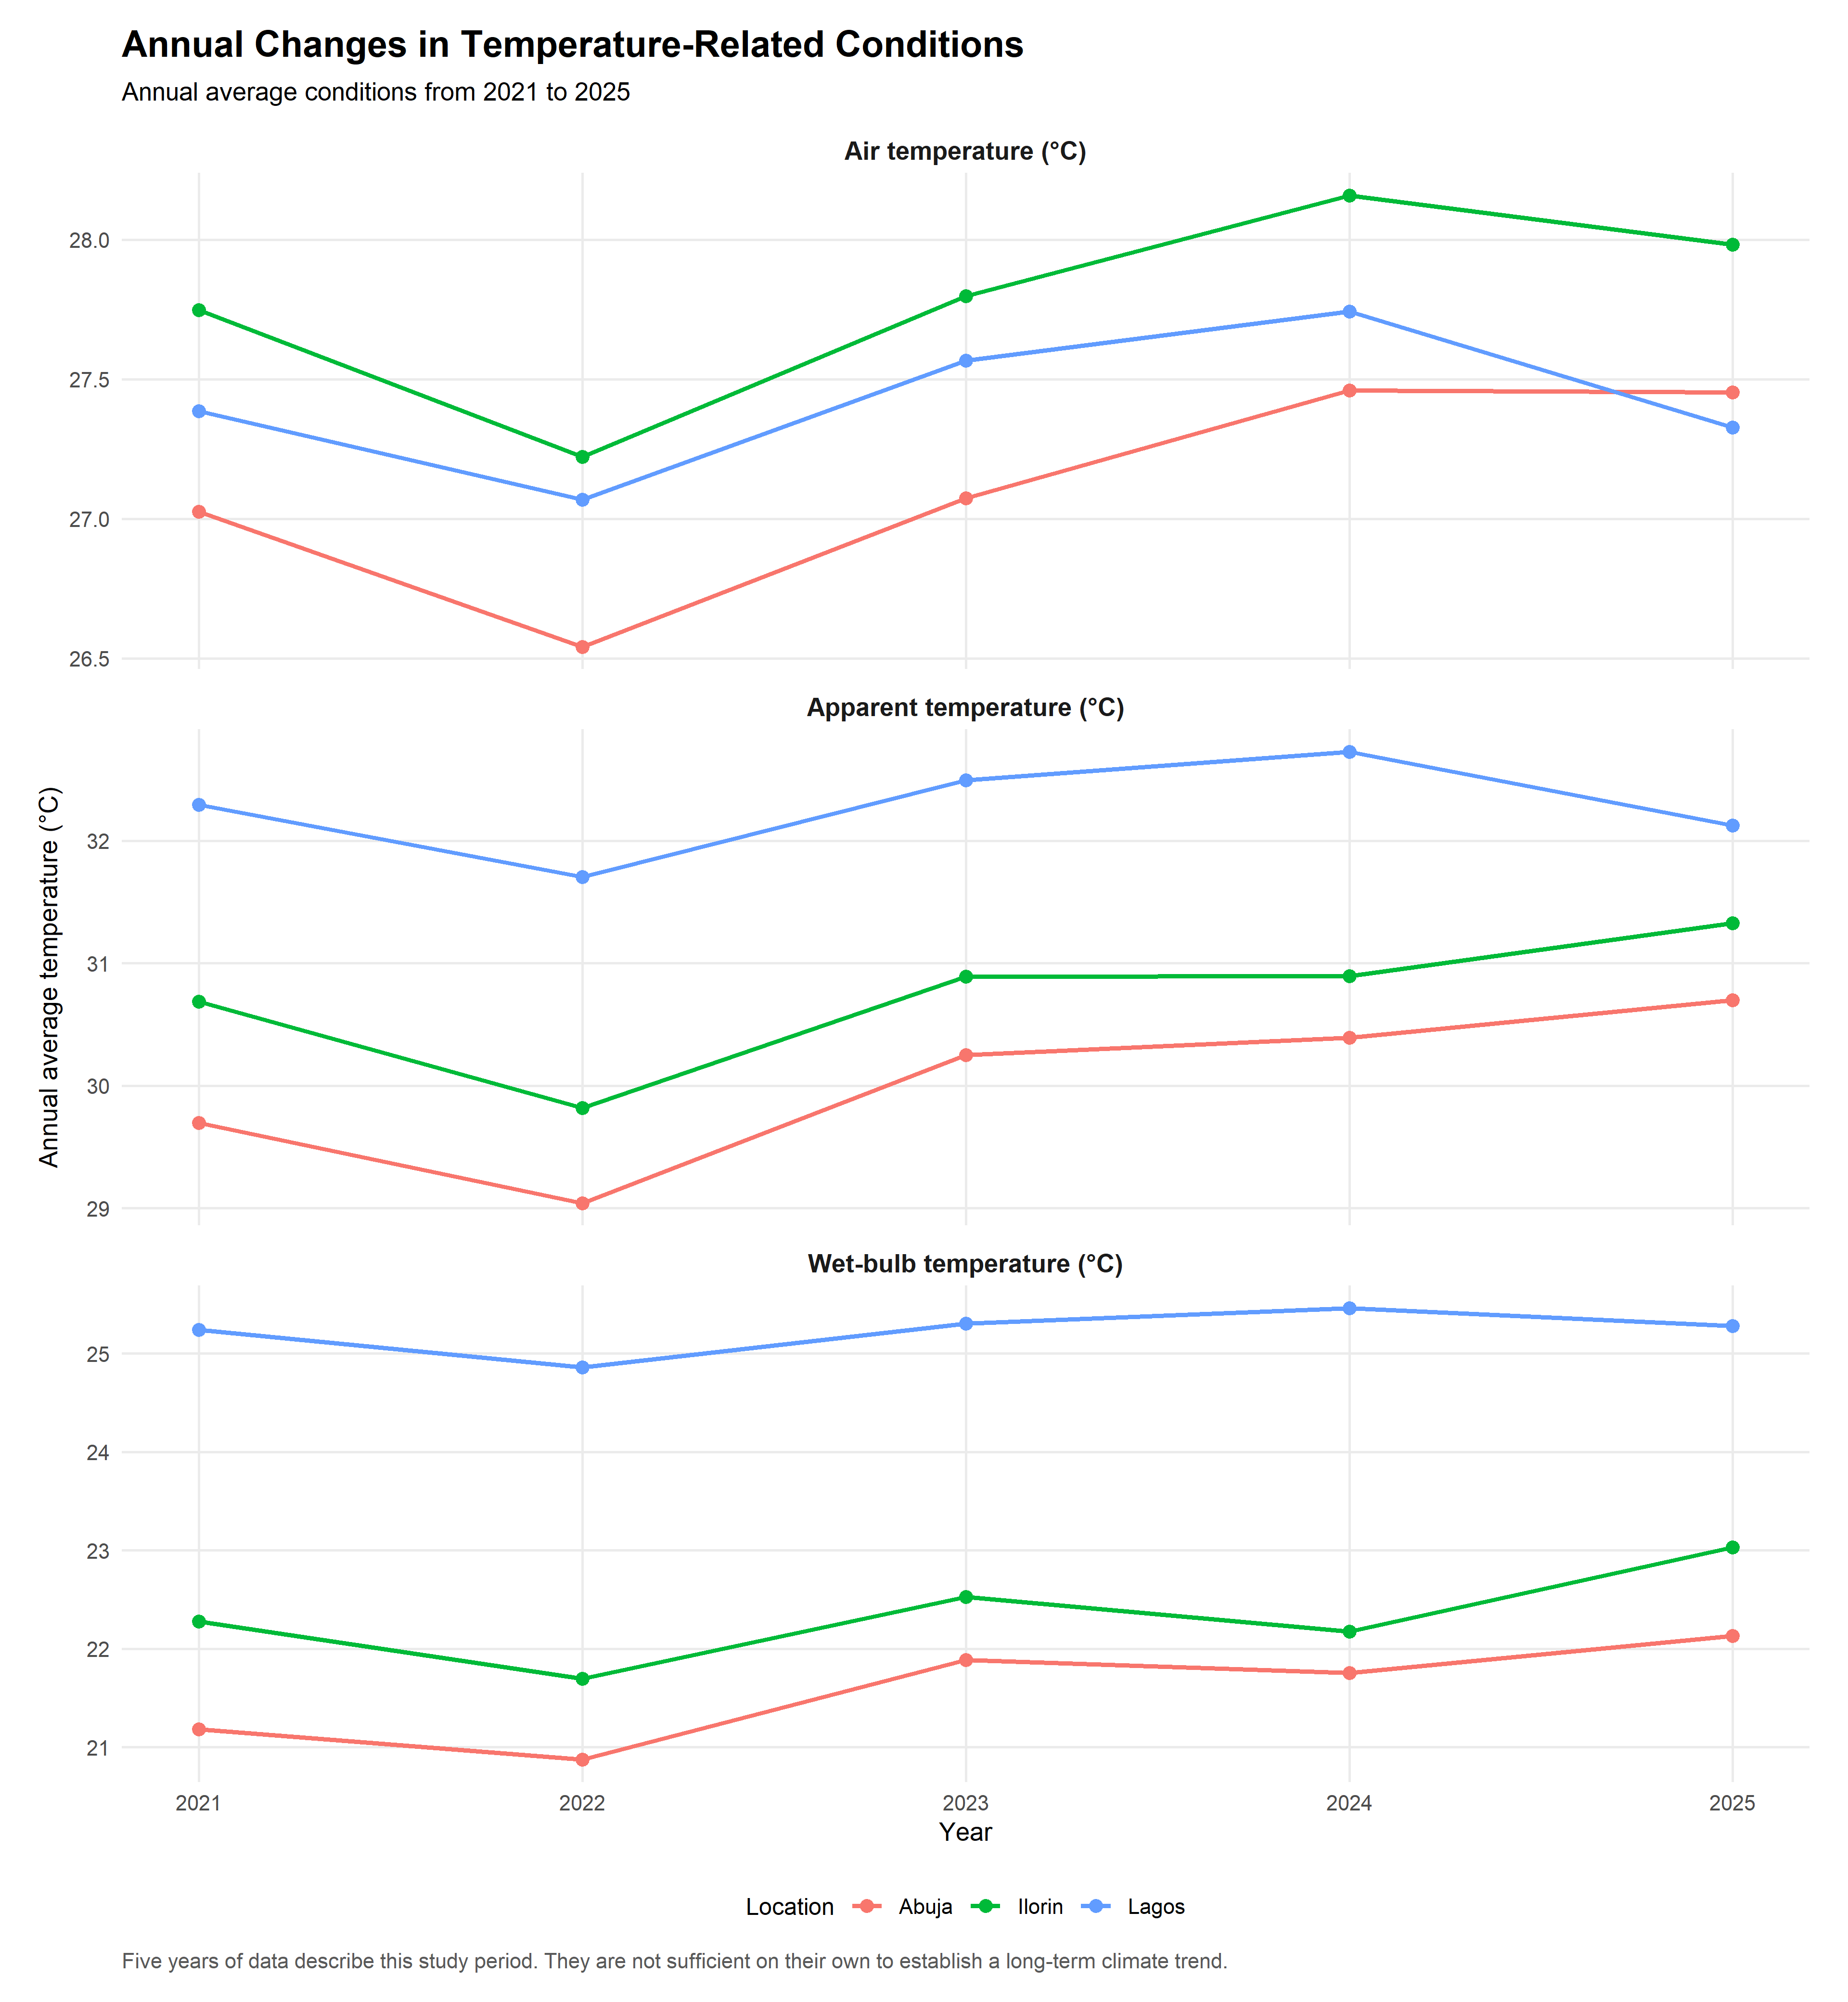 Annual Changes in Temperature-Related Conditions
Annual average conditions from 2021 to 2025
Air temperature (°C)
28.0
27.5
27.0
26.5
Apparent temperature (°C)
Annual average temperature (°C)
32
31
30
29
Wet-bulb temperature (°C)
25
24
23
22
21
2021 2022 2023 2024 2025
Year
Location Abuja Ilorin Lagos
Five years of data describe this study period. They are not sufficient on their own to establish a long-term climate trend.